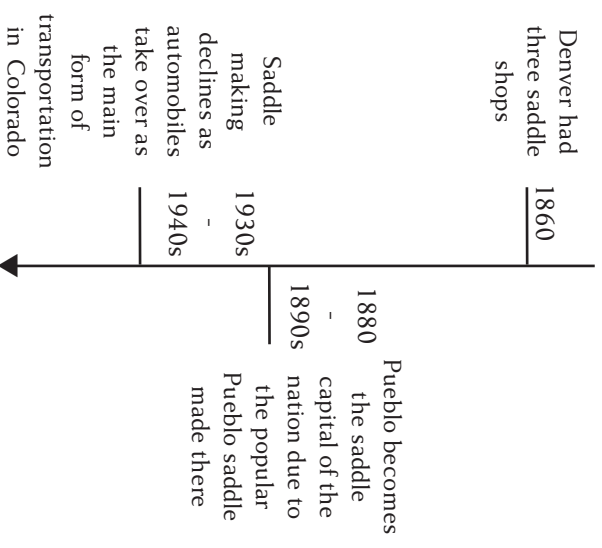 Denver had
three saddle
shops
1860
1880
-
1890s
Pueblo becomes
the saddle
capital of the
nation due to
the popular
Pueblo saddle
made there
1930s
-
1940s
Saddle
making
declines as
automobiles
take over as
the main
form of
transportation
in Colorado